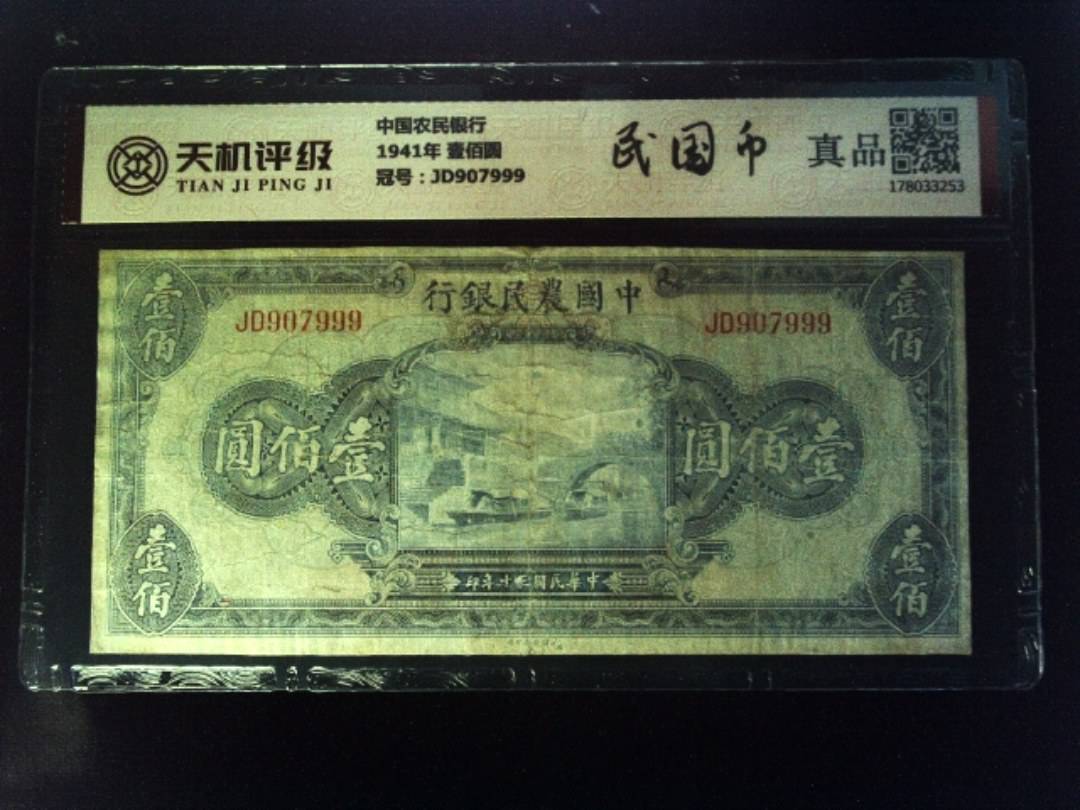 天机评级
TIAN JI PING JI
中国农民银行
1941年 壹佰圆
冠号：JD907999
民国币
真品
178033253
行銀民農國中
壹佰
壹佰
JD907999
JD907999
圓佰壹
圓佰壹
印年十三國民華中
壹佰
壹佰